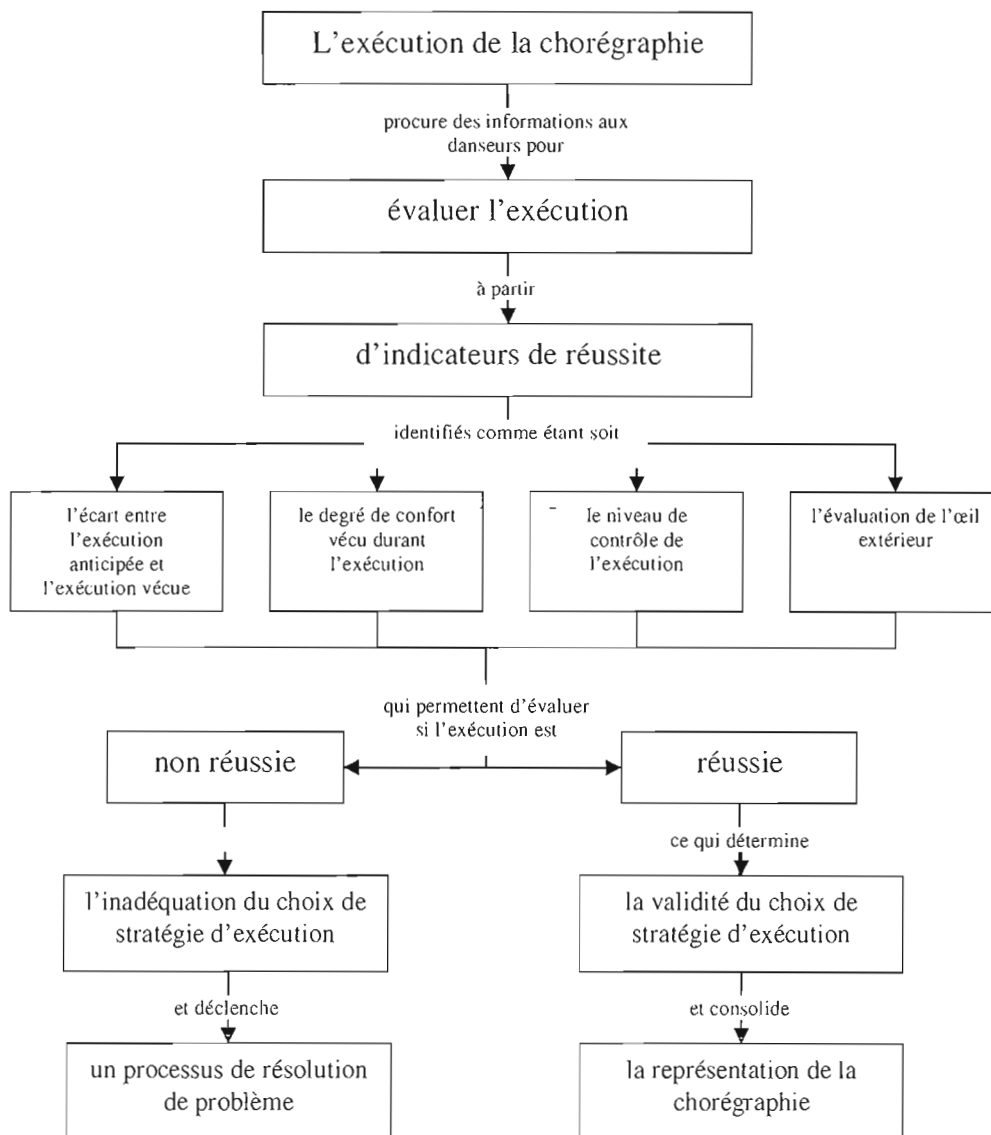 L'exécution de la chorégraphie
procure des informations aux
danseurs pour
évaluer l'exécution
à partir
d'indicateurs de réussite
identifiés comme étant soit
l'écart entre
l'exécution
anticipée et
l'exécution vécue
le degré de confort
vécu durant
l'exécution
le niveau de
contrôle de
l'exécution
l'évaluation de l'œil
extérieur
qui permettent d'évaluer
si l'exécution est
non réussie
réussie
ce qui détermine
l'inadéquation du choix de
stratégie d'exécution
la validité du choix de
stratégie d'exécution
et déclenche
et consolide
un processus de résolution
de problème
la représentation de la
chorégraphie